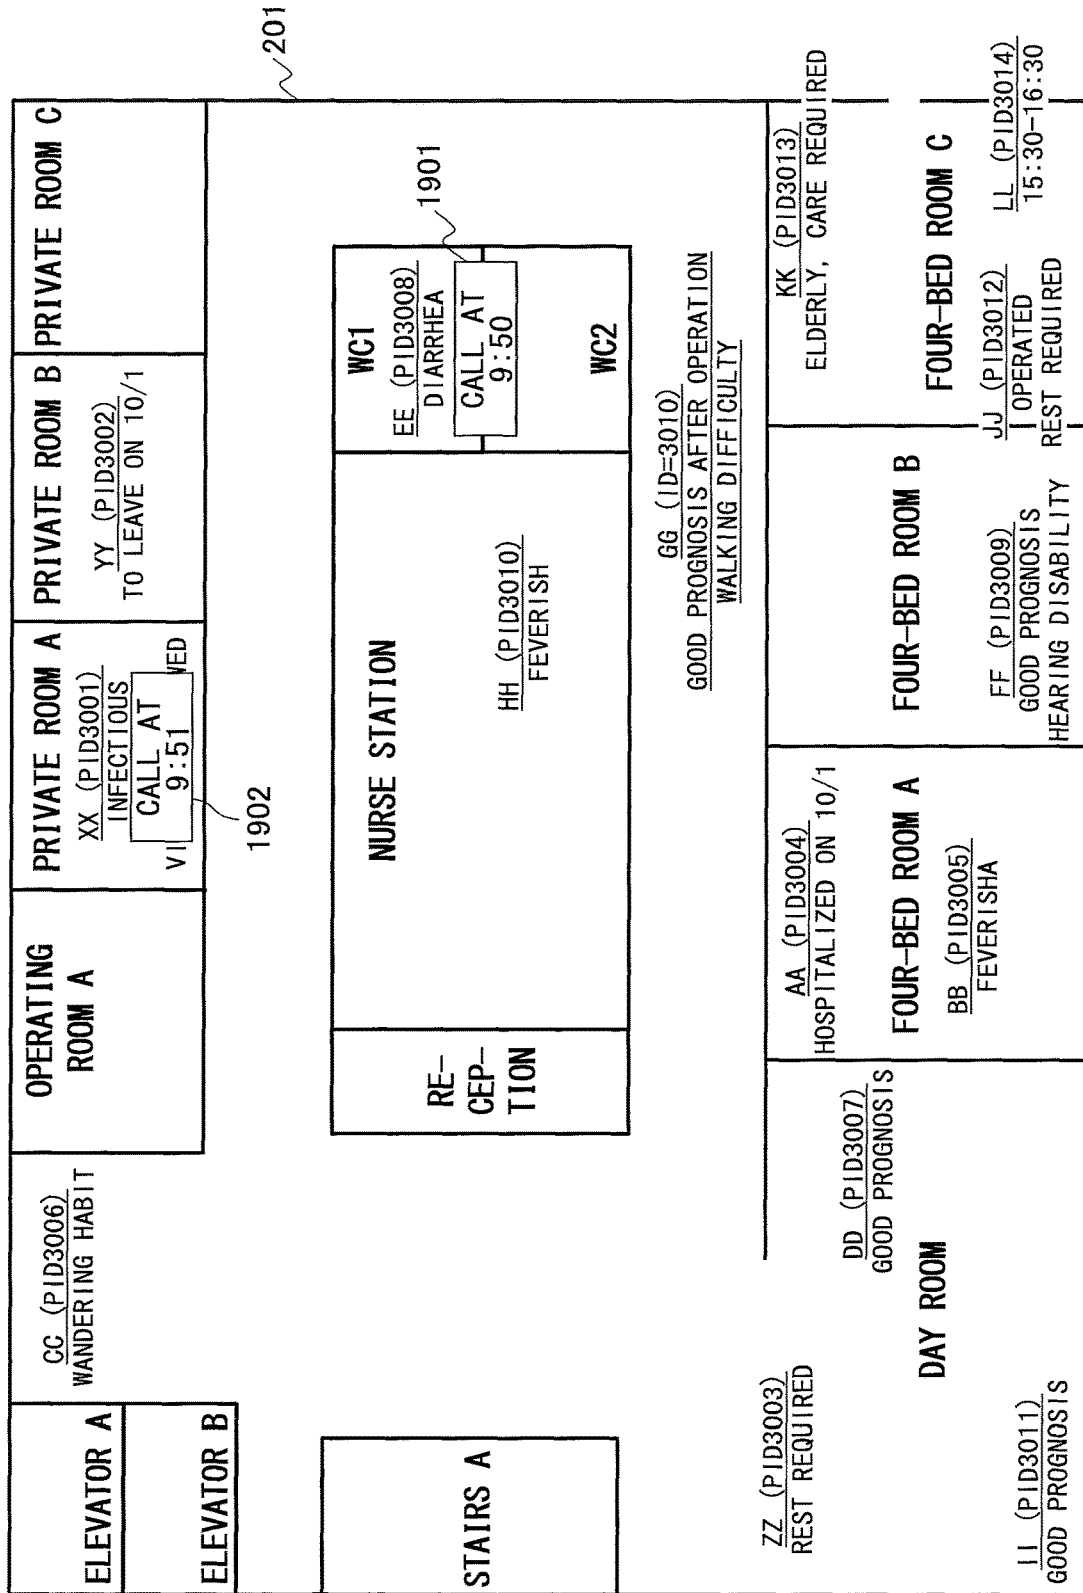 ELEVATOR A
ELEVATOR B
STAIRS A
CC (PID3006)
WANDERING HABIT
OPERATING
ROOM A
PRIVATE ROOM A
XX (PID3001)
INFECTIOUS
CALL AT
9:51
VI
WED
1902
PRIVATE ROOM B
YY (PID3002)
TO LEAVE ON 10/1
PRIVATE ROOM C
201
RE-
CEP-
TION
NURSE STATION
HH (PID3010)
FEVERISH
WC1
EE (PID3008)
DIARRHEA
CALL AT
9:50
WC2
1901
GG (ID=3010)
GOOD PROGNOSIS AFTER OPERATION
WALKING DIFFICULTY
ZZ (PID3003)
REST REQUIRED
DD (PID3007)
GOOD PROGNOSIS
DAY ROOM
II (PID3011)
GOOD PROGNOSIS
AA (PID3004)
HOSPITALIZED ON 10/1
FOUR-BED ROOM A
BB (PID3005)
FEVERISHA
FOUR-BED ROOM B
FF (PID3009)
GOOD PROGNOSIS
HEARING DISABILITY
KK (PID3013)
ELDERLY, CARE REQUIRED
FOUR-BED ROOM C
JJ (PID3012)
OPERATED
REST REQUIRED
LL (PID3014)
15:30-16:30